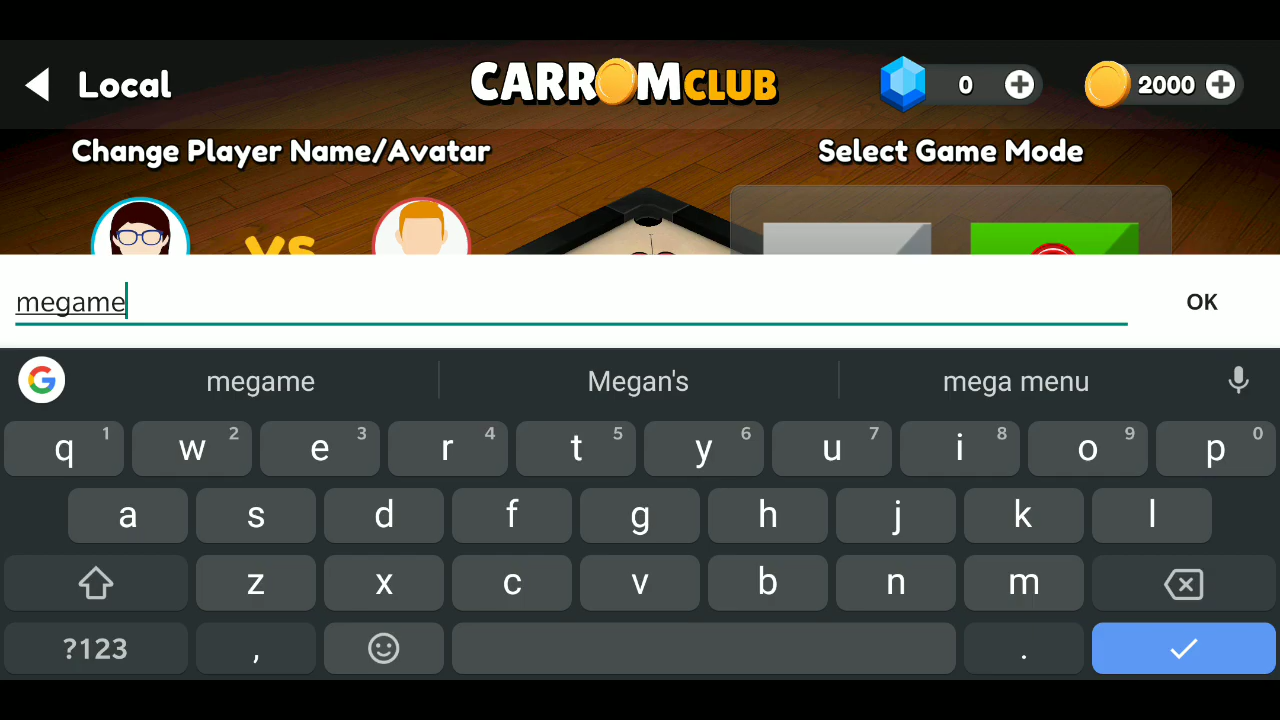 Local
CARROM CLUB
0
2000
Change Player Name/Avatar
Select Game Mode
VS
megame
OK
megame Megan's mega menu
q 1 w 2 e 3 r 4 t 5 y 6 u 7 i 8 o 9 p 0
a s d f g h j k l
z x c v b n m
?123 , .